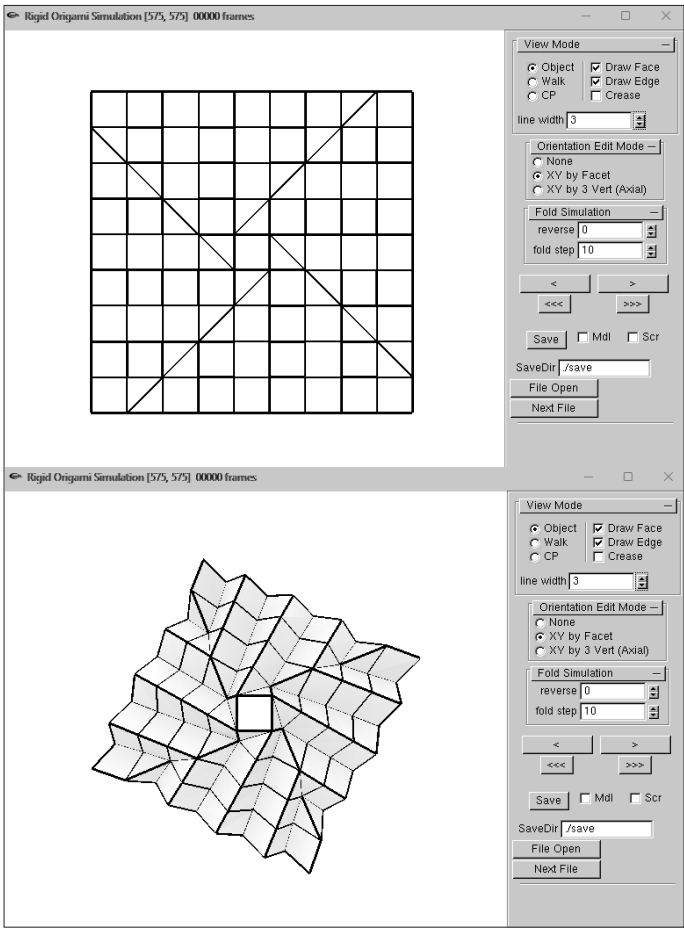 Rigid Origami Simulation [575, 575] 00000 frames
View Mode
Object Draw Face
Walk Draw Edge
CP Crease
line width 3
Orientation Edit Mode
None
XY by Facet
XY by 3 Vert (Axial)
Fold Simulation
reverse 0
fold step 10
< >
<<< >>>
Save Mdl Scr
SaveDir ./save
File Open
Next File
Rigid Origami Simulation [575, 575] 00000 frames
View Mode
Object Draw Face
Walk Draw Edge
CP Crease
line width 3
Orientation Edit Mode
None
XY by Facet
XY by 3 Vert (Axial)
Fold Simulation
reverse 0
fold step 10
< >
<<< >>>
Save Mdl Scr
SaveDir ./save
File Open
Next File